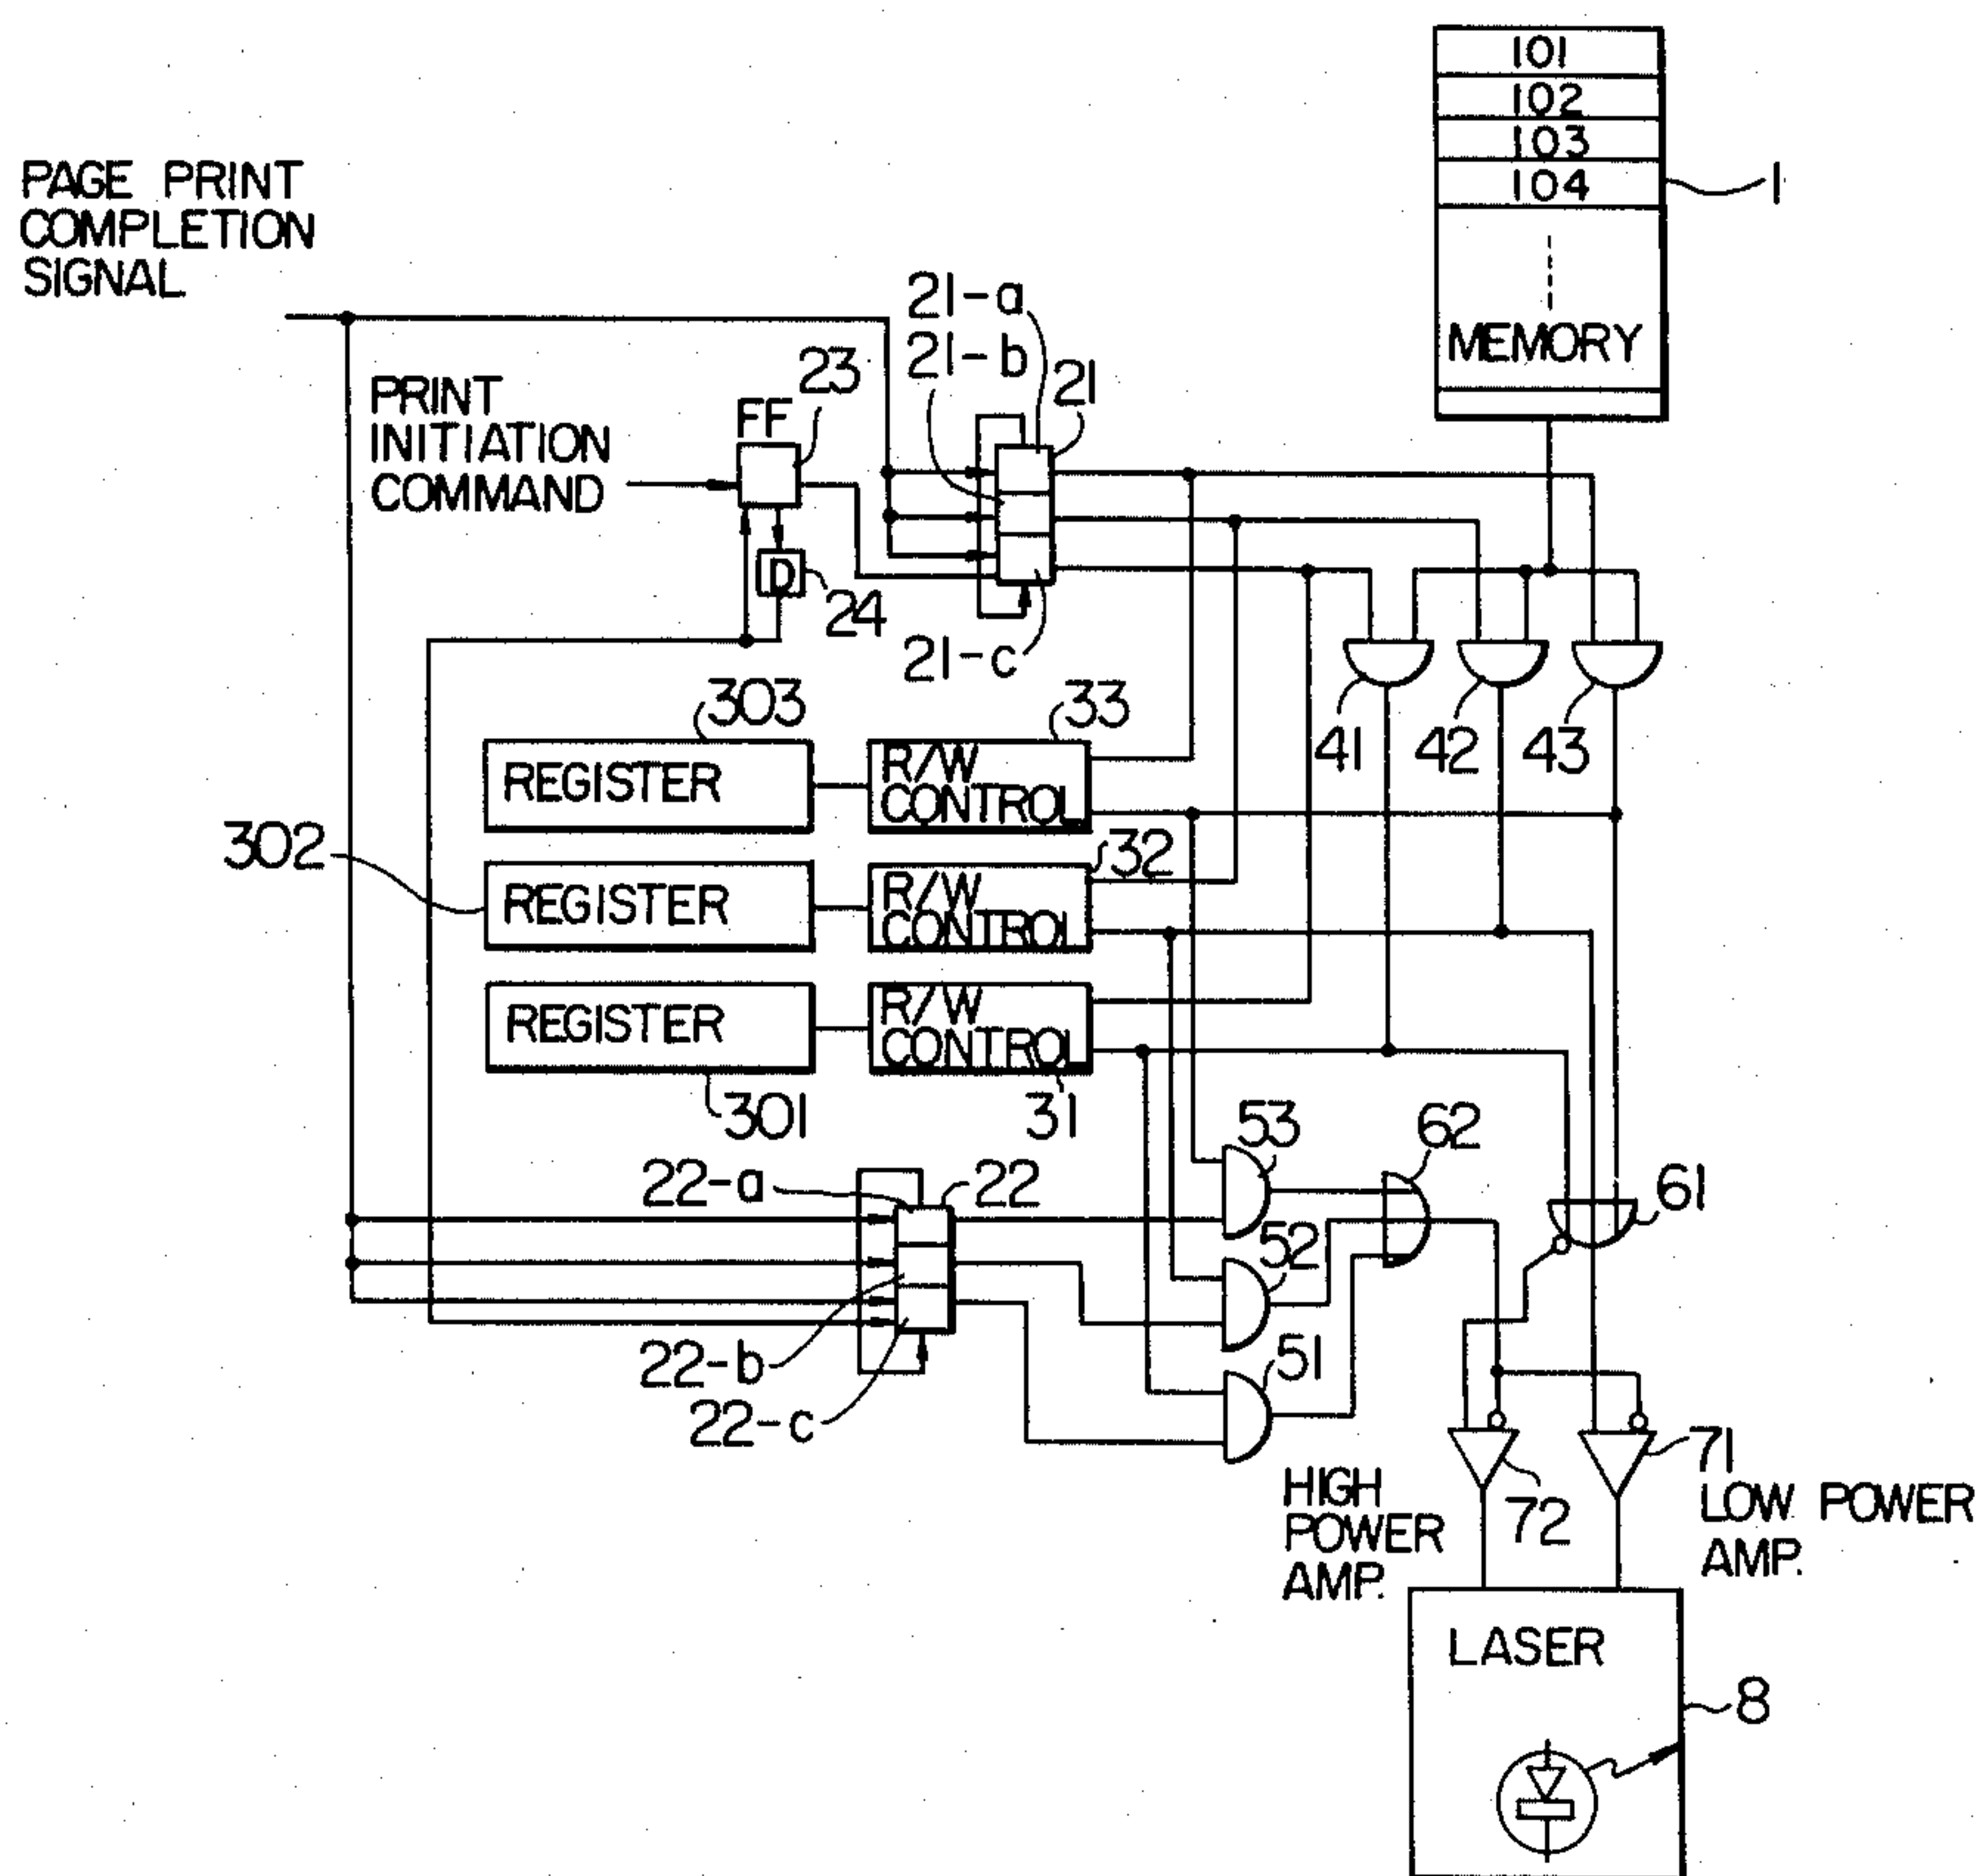 101
102
103
104
1
MEMORY
PAGE PRINT
COMPLETION
SIGNAL
21-a
21-b
21
PRINT
INITIATION
COMMAND
FF
23
D
24
21-c
41
42
43
303
REGISTER
33
R/W
CONTROL
302
REGISTER
32
R/W
CONTROL
REGISTER
301
R/W
CONTROL
31
53
62
61
22-a
22
52
22-b
22-c
51
HIGH
POWER
AMP.
72
71
LOW POWER
AMP.
LASER
8